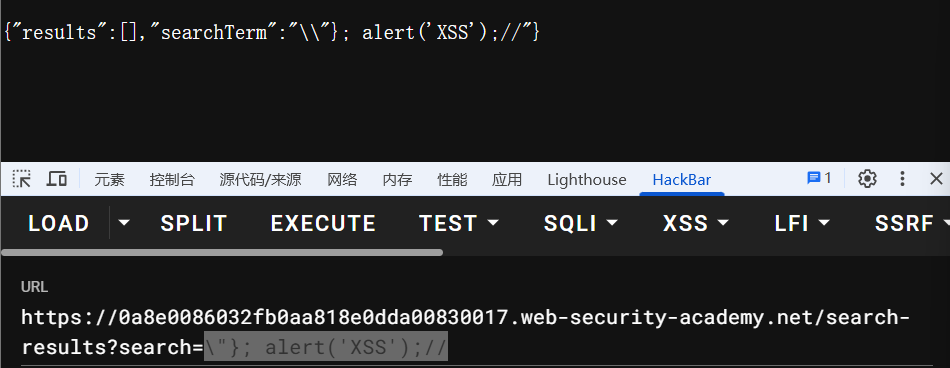 {"results":[],"searchTerm":"\\"}; alert('XSS');//"}
元素 控制台 源代码/来源 网络 内存 性能 应用 Lighthouse HackBar 1
LOAD SPLIT EXECUTE TEST SQLI XSS LFI SSRF
URL
https://0a8e0086032fb0aa818e0dda00830017.web-security-academy.net/search-
results?search=\"}; alert('XSS');//